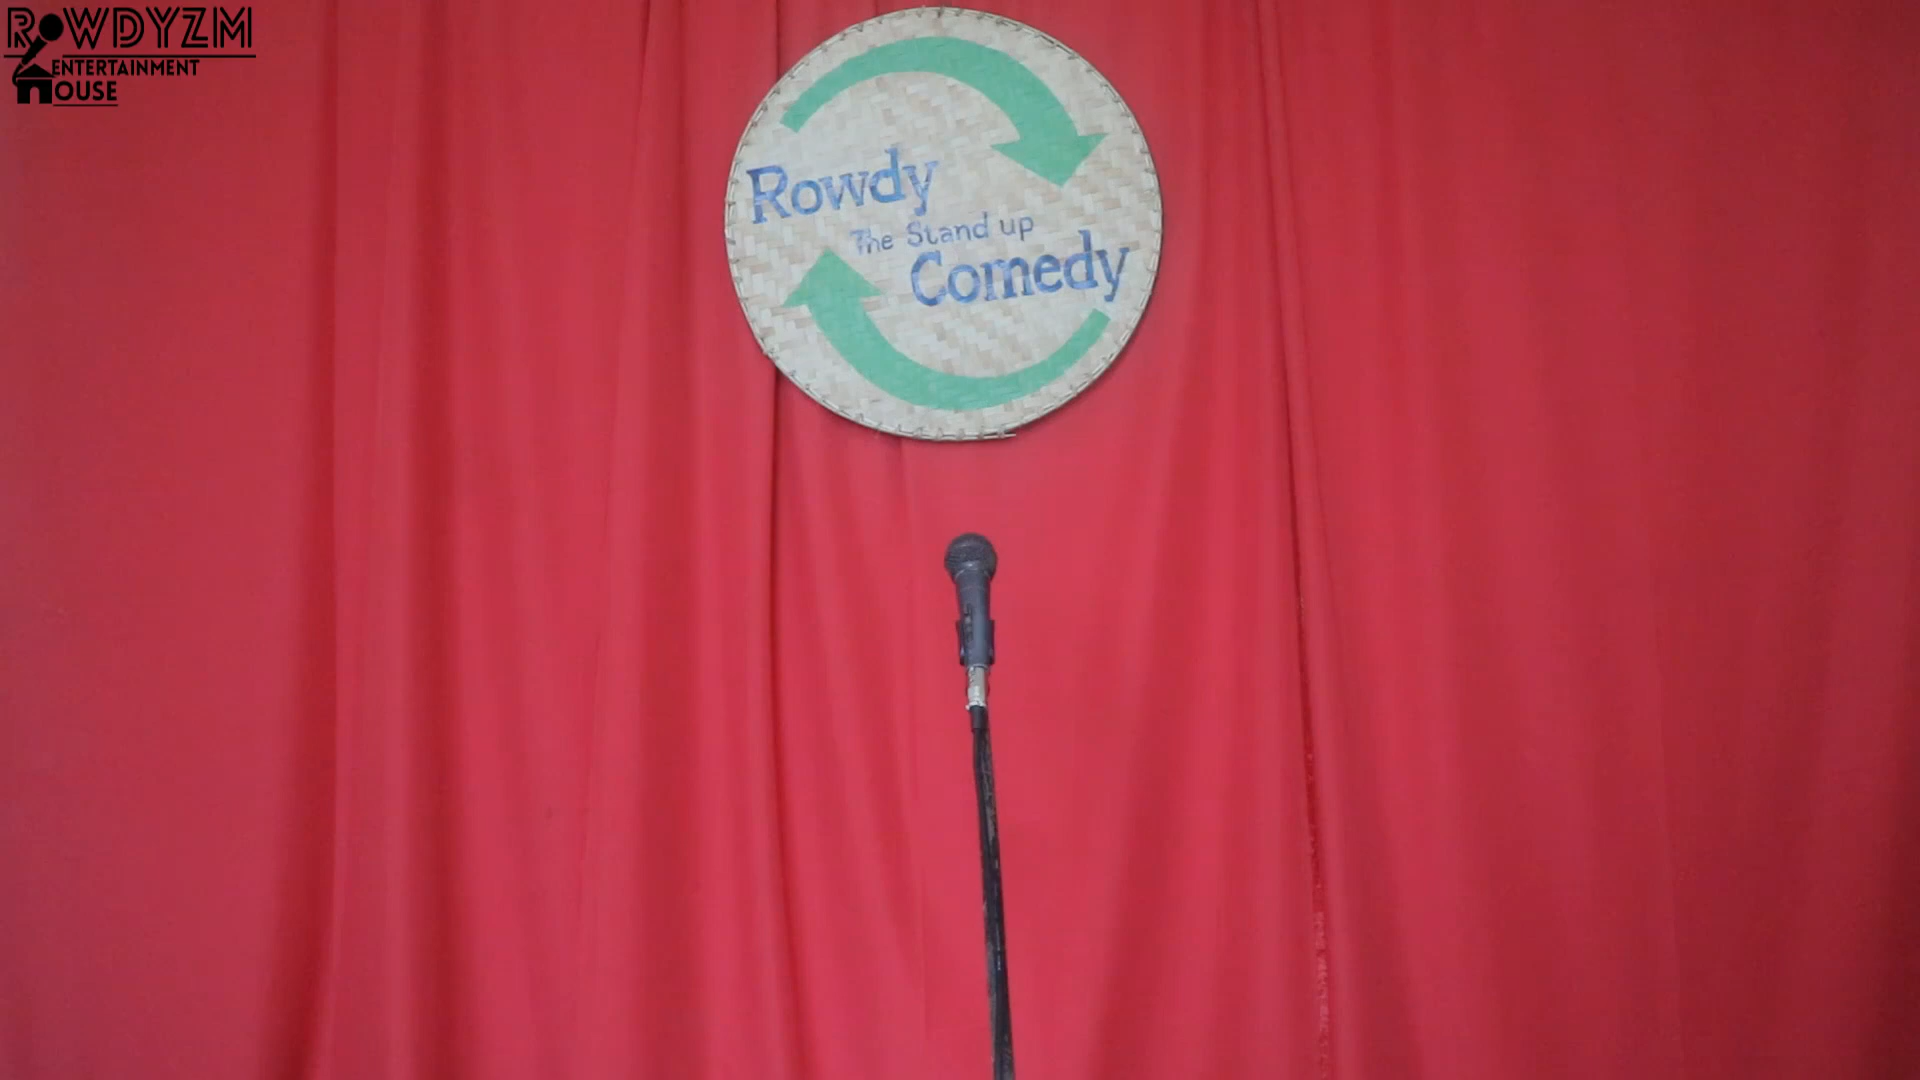 ROWDYZM
ENTERTAINMENT
HOUSE
Rowdy
The Stand up
Comedy